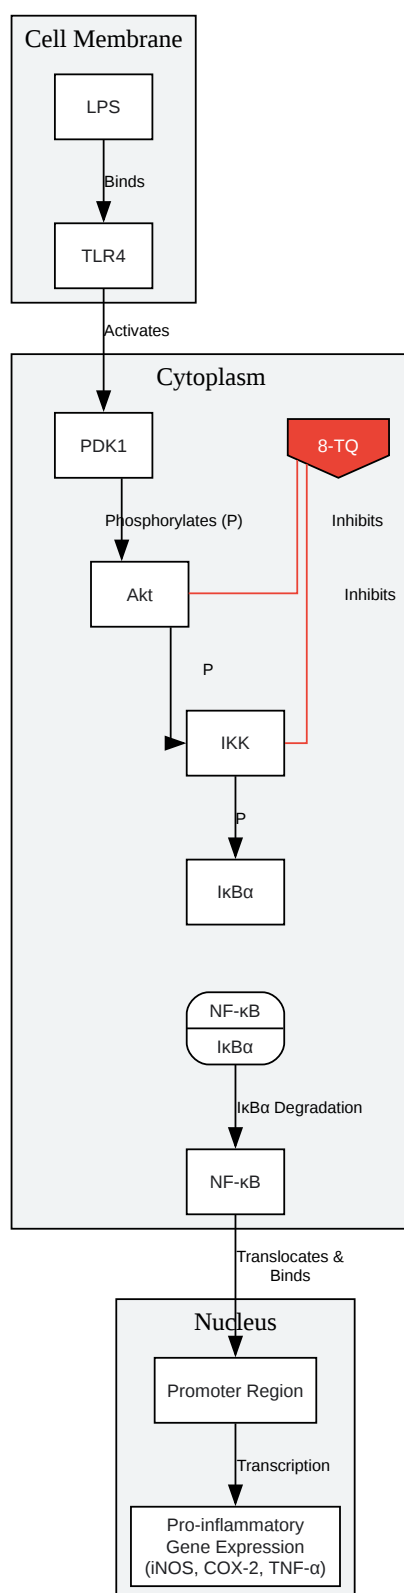 Cell Membrane
LPS
Binds
TLR4
Activates
Cytoplasm
PDK1
8-TQ
Phosphorylates (P)
Inhibits
Akt
Inhibits
P
IKK
P
IκBα
NF-κB
IκBα
IκBα Degradation
NF-κB
Translocates &
Binds
Nucleus
Promoter Region
Transcription
Pro-inflammatory
Gene Expression
(iNOS, COX-2, TNF-α)